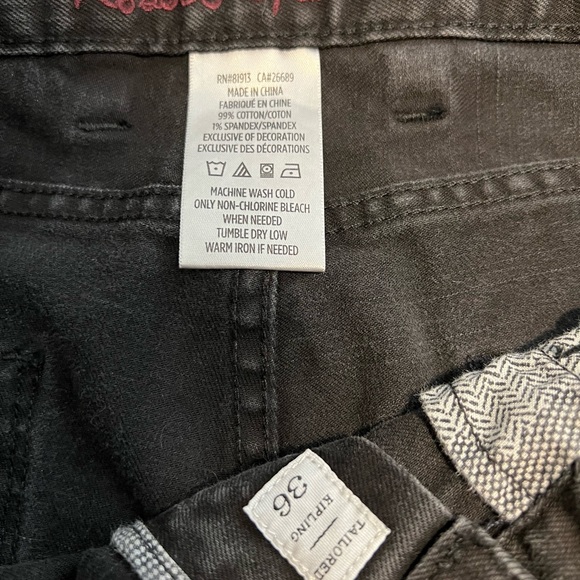 RN#81913 CA#26689
MADE IN CHINA
FABRIQUÉ EN CHINE
99% COTTON/COTON
1% SPANDEX/SPANDEX
EXCLUSIVE OF DECORATION
EXCLUSIVE DES DÉCORATIONS
MACHINE WASH COLD
ONLY NON-CHLORINE BLEACH
WHEN NEEDED
TUMBLE DRY LOW
WARM IRON IF NEEDED
36
KIPLING
TAILORED